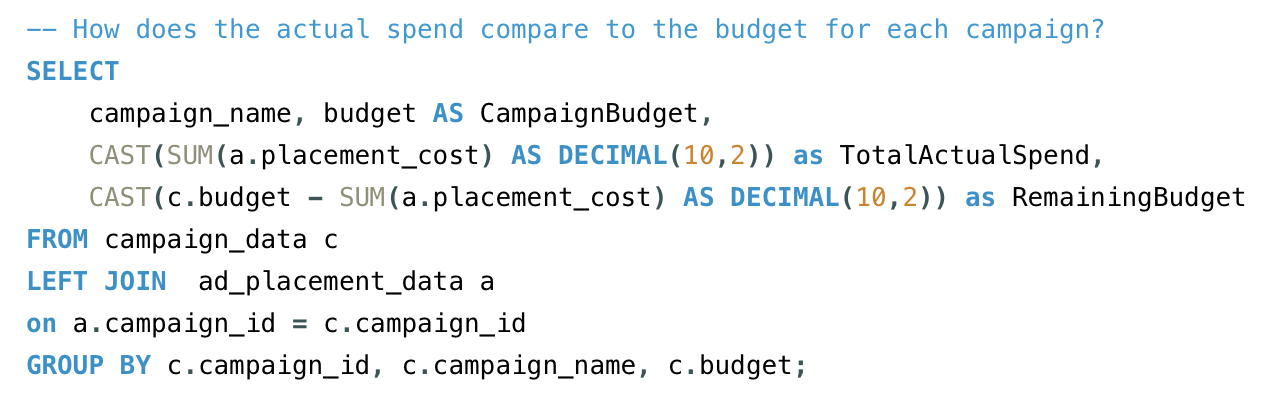 -- How does the actual spend compare to the budget for each campaign?
SELECT
    campaign_name, budget AS CampaignBudget,
    CAST(SUM(a.placement_cost) AS DECIMAL(10,2)) as TotalActualSpend,
    CAST(c.budget - SUM(a.placement_cost) AS DECIMAL(10,2)) as RemainingBudget
FROM campaign_data c
LEFT JOIN  ad_placement_data a
on a.campaign_id = c.campaign_id
GROUP BY c.campaign_id, c.campaign_name, c.budget;